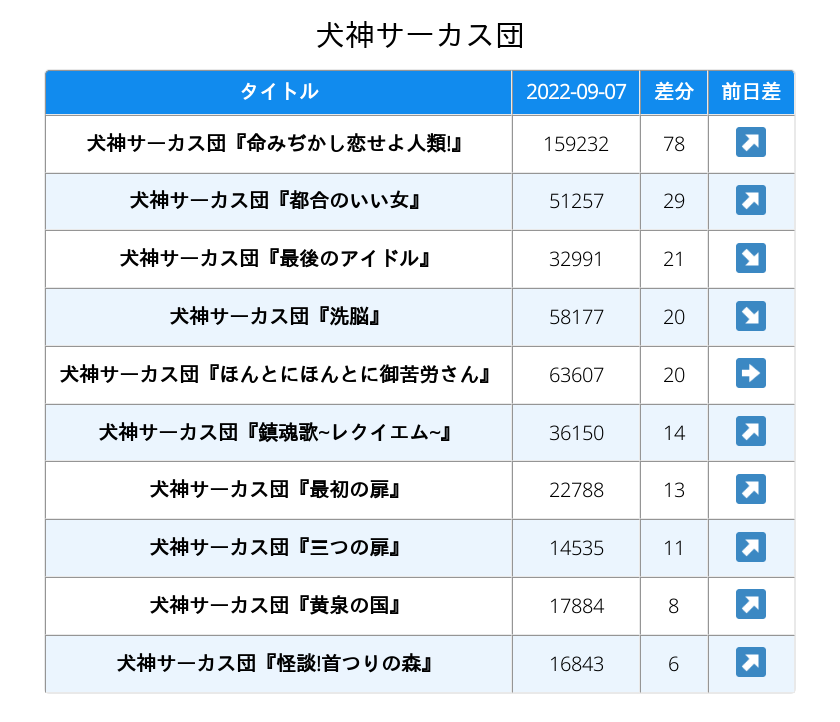 犬神サーカス団
タイトル 2022-09-07 差分 前日差
犬神サーカス団『命みぢかし恋せよ人類!』 159232 78 ↗
犬神サーカス団『都合のいい女』 51257 29 ↗
犬神サーカス団『最後のアイドル』 32991 21 ↘
犬神サーカス団『洗脳』 58177 20 ↘
犬神サーカス団『ほんとにほんとに御苦労さん』 63607 20 →
犬神サーカス団『鎮魂歌~レクイエム~』 36150 14 ↗
犬神サーカス団『最初の扉』 22788 13 ↗
犬神サーカス団『三つの扉』 14535 11 ↗
犬神サーカス団『黄泉の国』 17884 8 ↗
犬神サーカス団『怪談!首つりの森』 16843 6 ↗